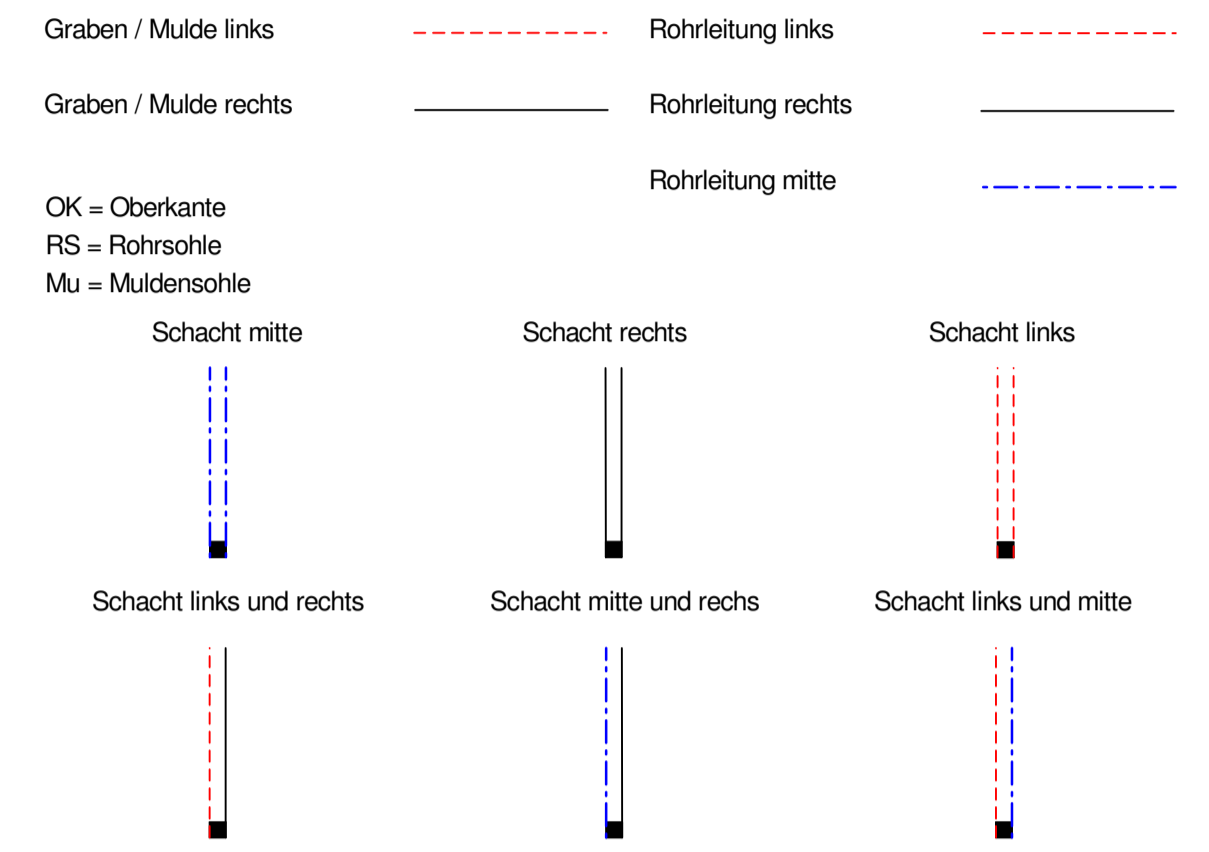 Graben / Mulde links
Rohrleitung links
Graben / Mulde rechts
Rohrleitung rechts
Rohrleitung mitte
OK = Oberkante
RS = Rohrsohle
Mu = Muldensohle
Schacht mitte
Schacht rechts
Schacht links
Schacht links und rechts
Schacht mitte und rechs
Schacht links und mitte